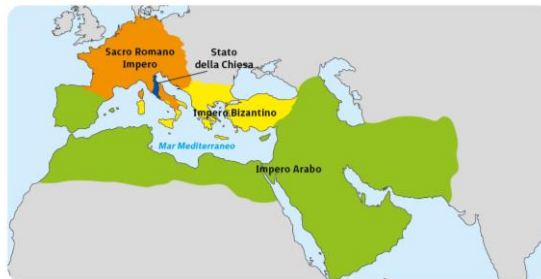 Sacro Romano
Impero
Stato
della Chiesa
Impero Bizantino
Mar Mediterraneo
Impero Arabo